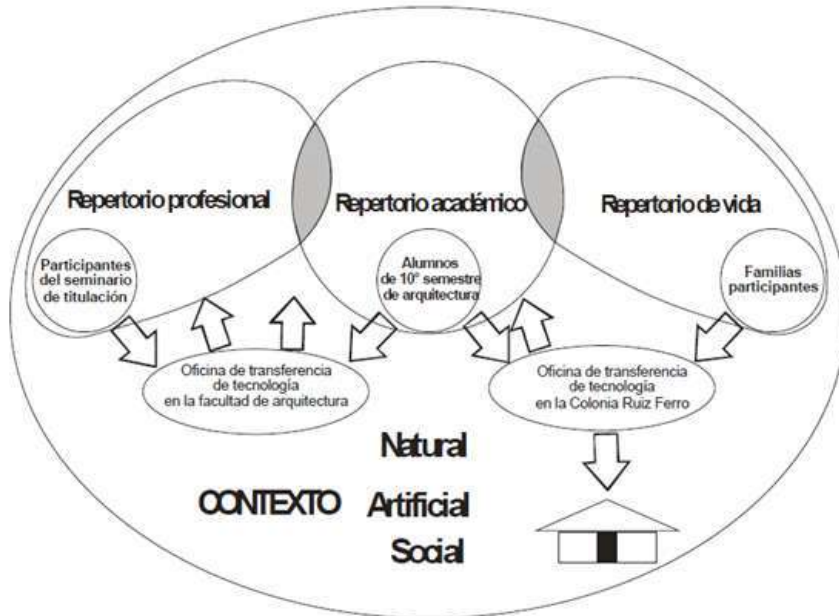 Repertorio profesional
Repertorio académico
Repertorio de vida
Participantes
del seminario
de titulación
Alumnos
de 10° semestre
de arquitectura
Familias
participantes
Oficina de transferencia
de tecnología
en la facultad de arquitectura
Oficina de transferencia
de tecnología
en la Colonia Ruiz Ferro
Natural
CONTEXTO Artificial
Social